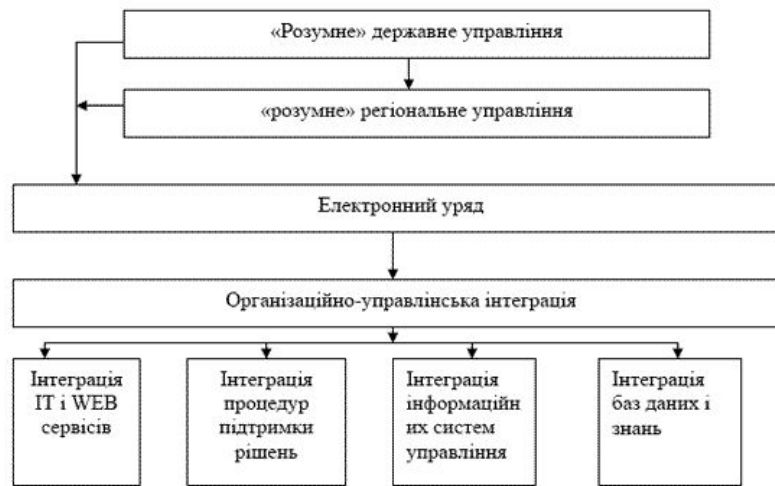 «Розумне» державне управління
«розумне» регіональне управління
Електронний уряд
Організаційно-управлінська інтеграція
Інтеграція
ІТ і WEB
сервісів
Інтеграція
процедур
підтримки
рішень
Інтеграція
інформаційн
их систем
управління
Інтеграція
баз даних і
знань